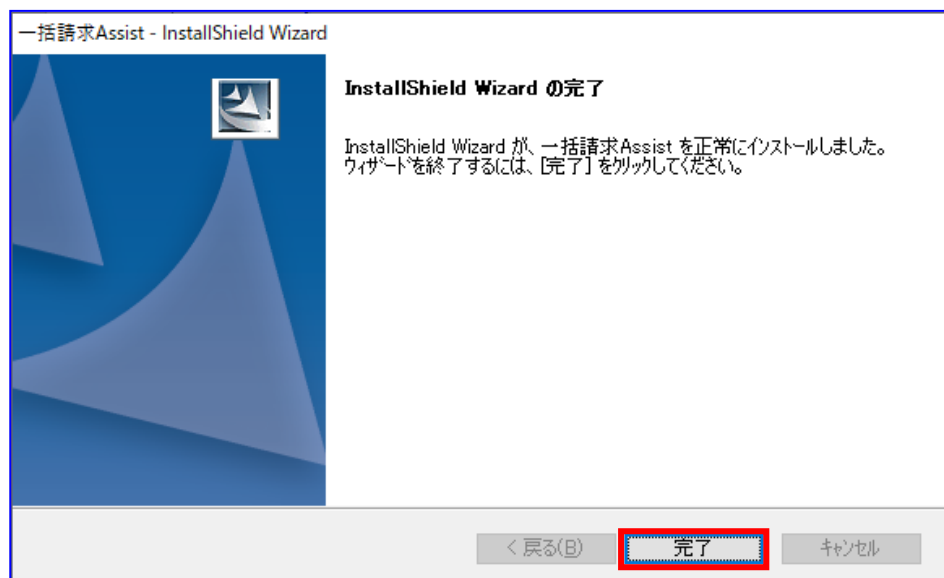 一括請求Assist - InstallShield Wizard
InstallShield Wizard の完了
InstallShield Wizard が、一括請求Assist を正常にインストールしました。
ウィザードを終了するには、[完了] をクリックしてください。
< 戻る(B)
完了
キャンセル